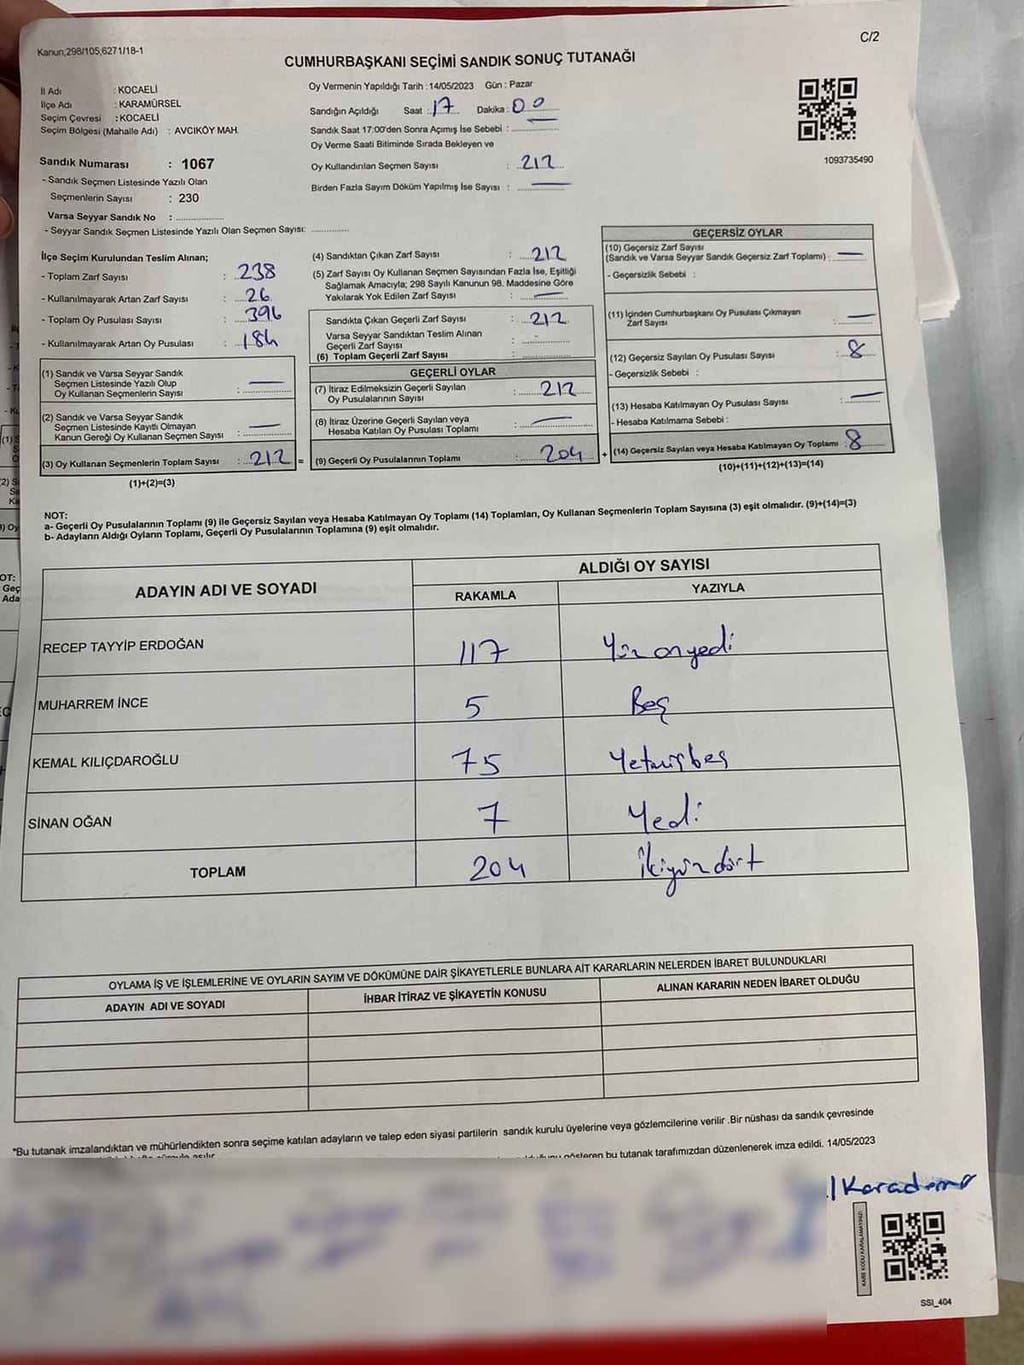 Kanun;298/105,6271/18-1
C/2
CUMHURBAŞKANI SEÇİMİ SANDIK SONUÇ TUTANAĞI
İl Adı : KOCAELİ
İlçe Adı : KARAMÜRSEL
Seçim Çevresi : KOCAELİ
Seçim Bölgesi (Mahalle Adı) : AVCIKÖY MAH.
Sandık Numarası : 1067
- Sandık Seçmen Listesinde Yazılı Olan
Seçmenlerin Sayısı : 230
Varsa Seyyar Sandık No :
- Seyyar Sandık Seçmen Listesinde Yazılı Olan Seçmen Sayısı:
Oy Vermenin Yapıldığı Tarih : 14/05/2023 Gün : Pazar
Sandığın Açıldığı Saat : 17 Dakika : 00
Sandık Saat 17:00'den Sonra Açımış İse Sebebi :
Oy Verme Saati Bitiminde Sırada Bekleyen ve
Oy Kullandırılan Seçmen Sayısı : 212
Birden Fazla Sayım Döküm Yapılmış İse Sayısı : —
1093735490
İlçe Seçim Kurulundan Teslim Alınan;
- Toplam Zarf Sayısı : 238
- Kullanılmayarak Artan Zarf Sayısı : 26
- Toplam Oy Pusulası Sayısı : 396
- Kullanılmayarak Artan Oy Pusulası : 184
(1) Sandık ve Varsa Seyyar Sandık
Seçmen Listesinde Yazılı Olup
Oy Kullanan Seçmenlerin Sayısı : —
(2) Sandık ve Varsa Seyyar Sandık
Seçmen Listesinde Kayıtlı Olmayan
Kanun Gereği Oy Kullanan Seçmen Sayısı : —
(3) Oy Kullanan Seçmenlerin Toplam Sayısı : 212 =
(1)+(2)=(3)
(4) Sandıktan Çıkan Zarf Sayısı : 212
(5) Zarf Sayısı Oy Kullanan Seçmen Sayısından Fazla İse, Eşitliği
Sağlamak Amacıyla; 298 Sayılı Kanunun 98. Maddesine Göre
Yakılarak Yok Edilen Zarf Sayısı : —
Sandıkta Çıkan Geçerli Zarf Sayısı : 212
Varsa Seyyar Sandıktan Teslim Alınan
Geçerli Zarf Sayısı :
(6) Toplam Geçerli Zarf Sayısı :
GEÇERLİ OYLAR
(7) İtiraz Edilmeksizin Geçerli Sayılan
Oy Pusulalarının Sayısı : 212
(8) İtiraz Üzerine Geçerli Sayılan veya
Hesaba Katılan Oy Pusulası Toplamı : —
(9) Geçerli Oy Pusulalarının Toplamı : 204 +
GEÇERSİZ OYLAR
(10) Geçersiz Zarf Sayısı
(Sandık ve Varsa Seyyar Sandık Geçersiz Zarf Toplamı) : —
- Geçersizlik Sebebi :
(11) İçinden Cumhurbaşkanı Oy Pusulası Çıkmayan
Zarf Sayısı : —
(12) Geçersiz Sayılan Oy Pusulası Sayısı : 8
- Geçersizlik Sebebi :
(13) Hesaba Katılmayan Oy Pusulası Sayısı : —
- Hesaba Katılmama Sebebi :
(14) Geçersiz Sayılan veya Hesaba Katılmayan Oy Toplamı : 8
(10)+(11)+(12)+(13)=(14)
NOT:
a- Geçerli Oy Pusulalarının Toplamı (9) ile Geçersiz Sayılan veya Hesaba Katılmayan Oy Toplamı (14) Toplamları, Oy Kullanan Seçmenlerin Toplam Sayısına (3) eşit olmalıdır. (9)+(14)=(3)
b- Adayların Aldığı Oyların Toplamı, Geçerli Oy Pusulalarının Toplamına (9) eşit olmalıdır.
ADAYIN ADI VE SOYADI ALDIĞI OY SAYISI
RAKAMLA YAZIYLA
RECEP TAYYİP ERDOĞAN 117 Yüz onyedi
MUHARREM İNCE 5 Beş
KEMAL KILIÇDAROĞLU 75 Yetmişbeş
SİNAN OĞAN 7 Yedi
TOPLAM 204 İkiyüzdört
OYLAMA İŞ VE İŞLEMLERİNE VE OYLARIN SAYIM VE DÖKÜMÜNE DAİR ŞİKAYETLERLE BUNLARA AİT KARARLARIN NELERDEN İBARET BULUNDUKLARI
ADAYIN ADI VE SOYADI İHBAR İTİRAZ VE ŞİKAYETİN KONUSU ALINAN KARARIN NEDEN İBARET OLDUĞU
*Bu tutanak imzalandıktan ve mühürlendikten sonra seçime katılan adayların ve talep eden siyasi partilerin sandık kurulu üyelerine veya gözlemcilerine verilir .Bir nüshası da sandık çevresinde
gösteren bu tutanak tarafımızdan düzenlenerek imza edildi. 14/05/2023
KARE KODU KARALAMAYINIZ!
SSI_404